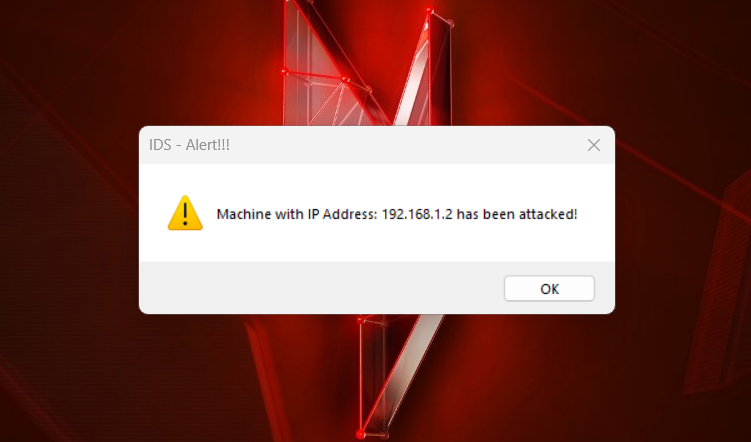 IDS - Alert!!!
Machine with IP Address: 192.168.1.2 has been attacked!
OK